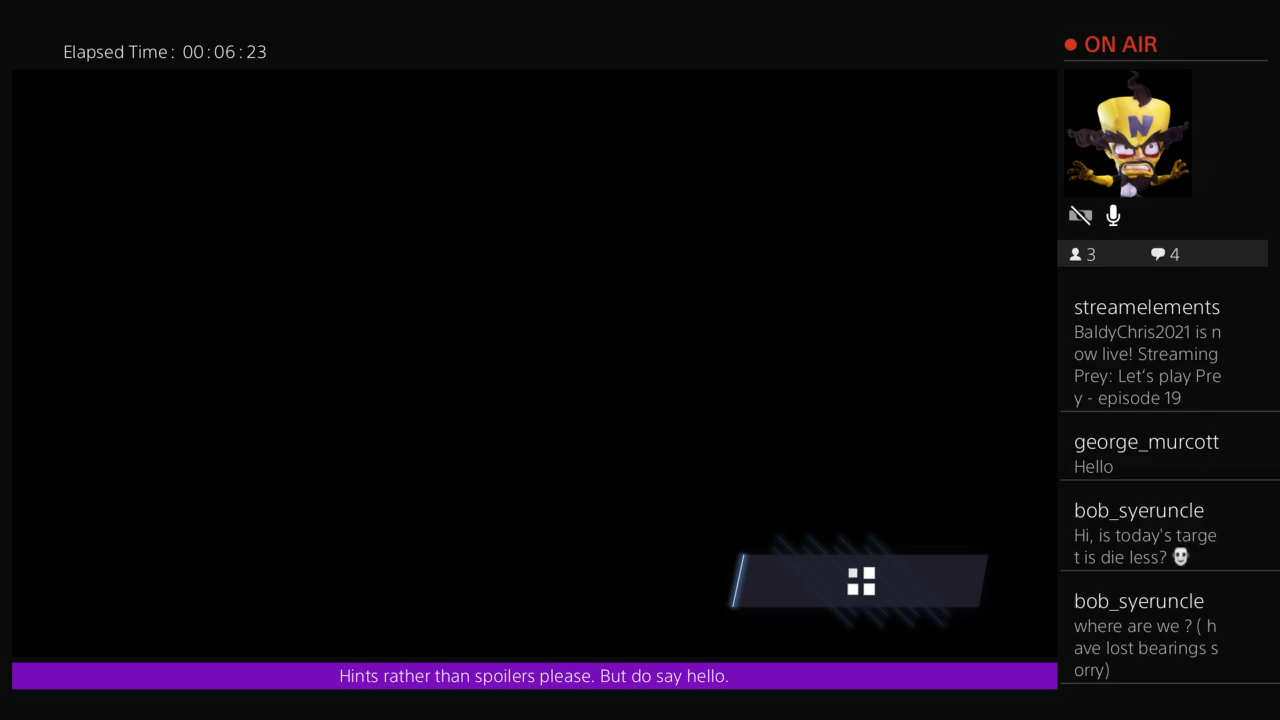 Elapsed Time: 00:06:23
ON AIR
N
3 4
streamelements
BaldyChris2021 is n
ow live! Streaming
Prey: Let's play Pre
y - episode 19
george_murcott
Hello
bob_syeruncle
Hi, is today's targe
t is die less?
bob_syeruncle
where are we ? ( h
ave lost bearings s
orry)
Hints rather than spoilers please. But do say hello.